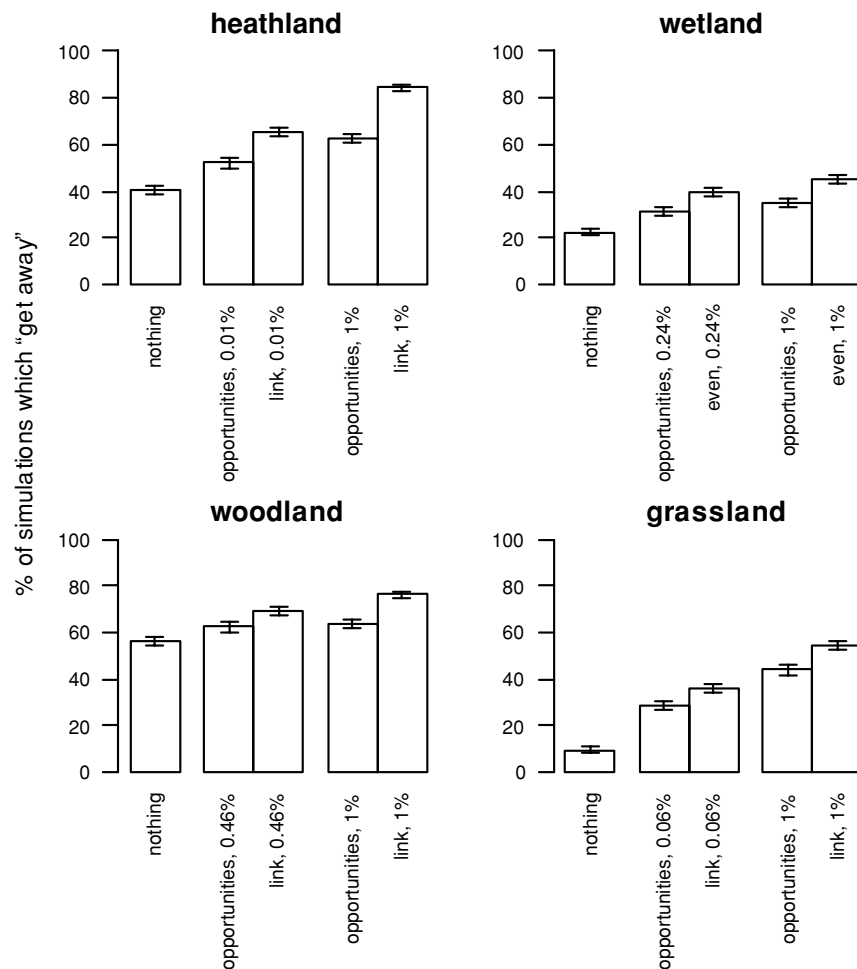 % of simulations which “get away”
heathland
100
80
60
40
20
0
nothing
opportunities, 0.01%
link, 0.01%
opportunities, 1%
link, 1%
wetland
100
80
60
40
20
0
nothing
opportunities, 0.24%
even, 0.24%
opportunities, 1%
even, 1%
woodland
100
80
60
40
20
0
nothing
opportunities, 0.46%
link, 0.46%
opportunities, 1%
link, 1%
grassland
100
80
60
40
20
0
nothing
opportunities, 0.06%
link, 0.06%
opportunities, 1%
link, 1%